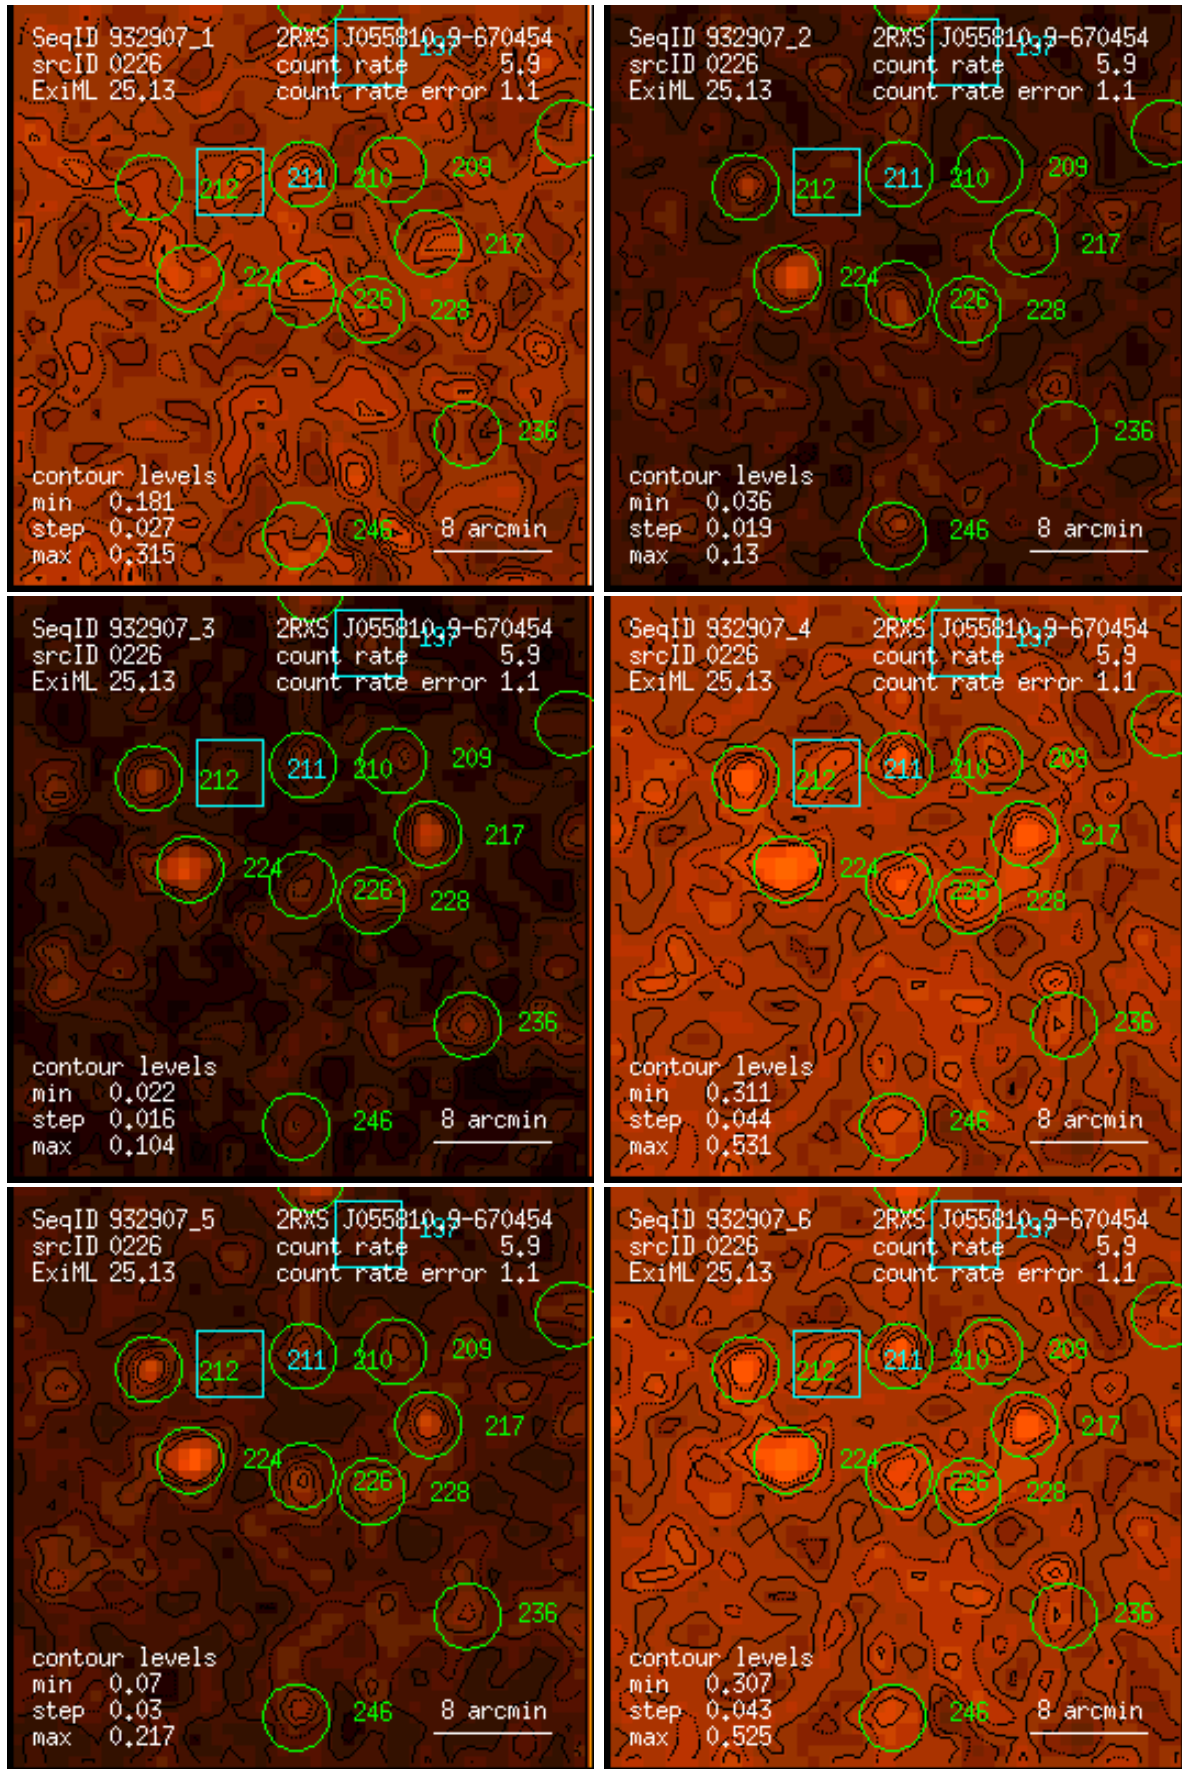 SeqID 932907_1 2RXS J055810.9-670454
srcID 0226 count rate 5.9
ExiML 25.13 count rate error 1.1
197
212 211 210 209
217
224 226 228
236
contour levels
min 0.181
step 0.027
max 0.315
246
8 arcmin
SeqID 932907_2 2RXS J055810.9-670454
srcID 0226 count rate 5.9
ExiML 25.13 count rate error 1.1
197
212 211 210 209
217
224 226 228
236
contour levels
min 0.036
step 0.019
max 0.13
246
8 arcmin
SeqID 932907_3 2RXS J055810.9-670454
srcID 0226 count rate 5.9
ExiML 25.13 count rate error 1.1
197
212 211 210 209
217
224 226 228
236
contour levels
min 0.022
step 0.016
max 0.104
246
8 arcmin
SeqID 932907_4 2RXS J055810.9-670454
srcID 0226 count rate 5.9
ExiML 25.13 count rate error 1.1
197
212 211 210 209
217
224 226 228
236
contour levels
min 0.311
step 0.044
max 0.531
246
8 arcmin
SeqID 932907_5 2RXS J055810.9-670454
srcID 0226 count rate 5.9
ExiML 25.13 count rate error 1.1
197
212 211 210 209
217
224 226 228
236
contour levels
min 0.07
step 0.03
max 0.217
246
8 arcmin
SeqID 932907_6 2RXS J055810.9-670454
srcID 0226 count rate 5.9
ExiML 25.13 count rate error 1.1
197
212 211 210 209
217
224 226 228
236
contour levels
min 0.307
step 0.043
max 0.525
246
8 arcmin